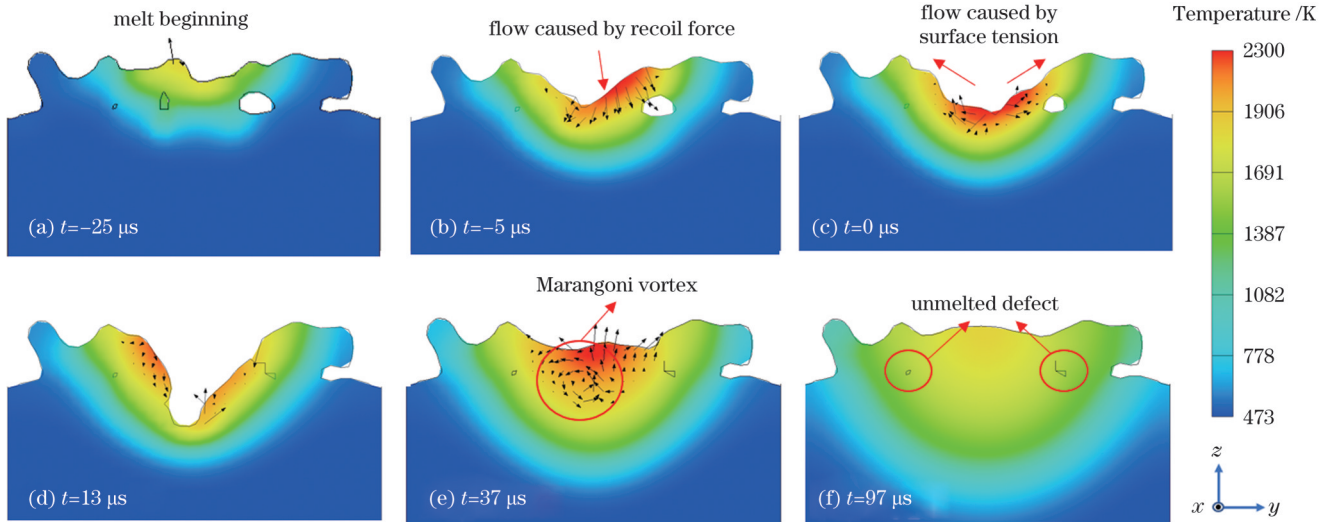 melt beginning
(a) t=−25 μs
flow caused by recoil force
(b) t=−5 μs
flow caused by
surface tension
(c) t=0 μs
Temperature /K
2300
1906
1691
1387
1082
778
473
(d) t=13 μs
Marangoni vortex
(e) t=37 μs
unmelted defect
(f) t=97 μs
z
x
y